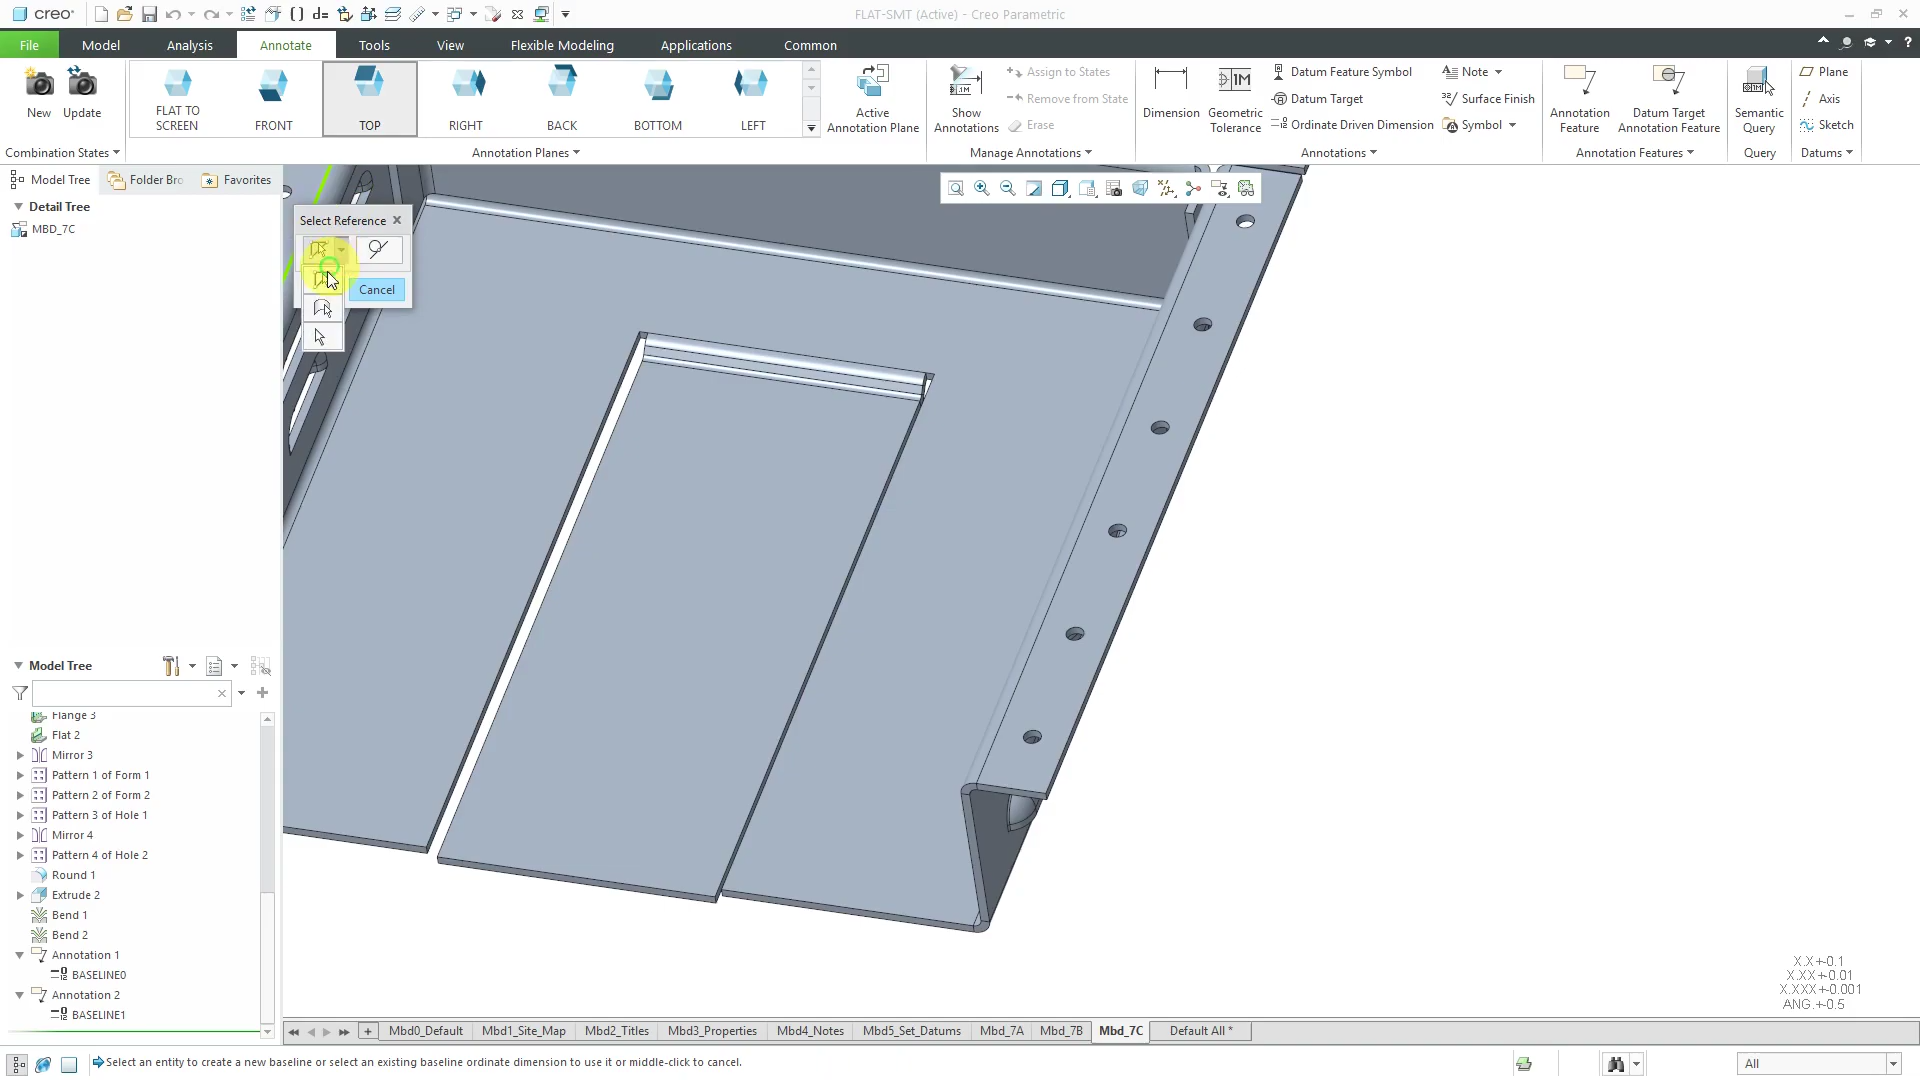 creo
FLAT-SMT (Active) - Creo Parametric
File
Model
Analysis
Annotate
Tools
View
Flexible Modeling
Applications
Common
New
Update
FLAT TO
SCREEN
FRONT
TOP
RIGHT
BACK
BOTTOM
LEFT
Active
Annotation Plane
Show
Annotations
Assign to States
Remove from State
Erase
Dimension
Geometric
Tolerance
Datum Feature Symbol
Datum Target
Ordinate Driven Dimension
Note
Surface Finish
Symbol
Annotation
Feature
Datum Target
Annotation Feature
Semantic
Query
Plane
Axis
Sketch
Combination States
Annotation Planes
Manage Annotations
Annotations
Annotation Features
Query
Datums
Model Tree
Folder Bro
Favorites
Detail Tree
MBD_7C
Select Reference
Cancel
Model Tree
Flange 3
Flat 2
Mirror 3
Pattern 1 of Form 1
Pattern 2 of Form 2
Pattern 3 of Hole 1
Mirror 4
Pattern 4 of Hole 2
Round 1
Extrude 2
Bend 1
Bend 2
Annotation 1
BASELINE0
Annotation 2
BASELINE1
X.X+-0.1
X.XX+-0.01
X.XXX+-0.001
ANG.+-0.5
Mbd0_Default
Mbd1_Site_Map
Mbd2_Titles
Mbd3_Properties
Mbd4_Notes
Mbd5_Set_Datums
Mbd_7A
Mbd_7B
Mbd_7C
Default All *
Select an entity to create a new baseline or select an existing baseline ordinate dimension to use it or middle-click to cancel.
All